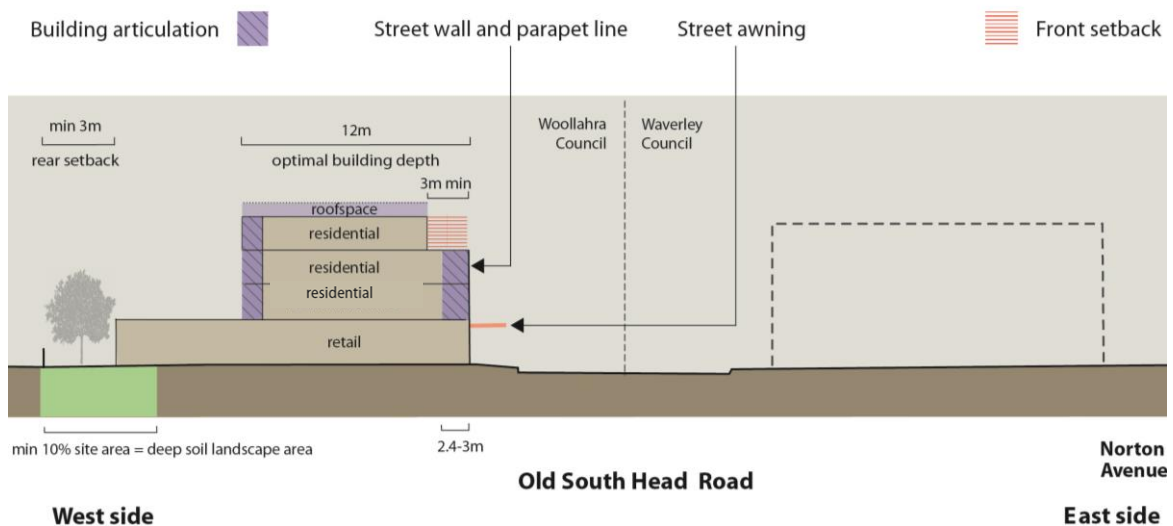 Building articulation
Street wall and parapet line
Street awning
Front setback
min 3m
rear setback
12m
optimal building depth
3m min
Woollahra
Council
Waverley
Council
roofspace
residential
residential
residential
retail
min 10% site area = deep soil landscape area
2.4-3m
Norton
Avenue
Old South Head Road
West side
East side